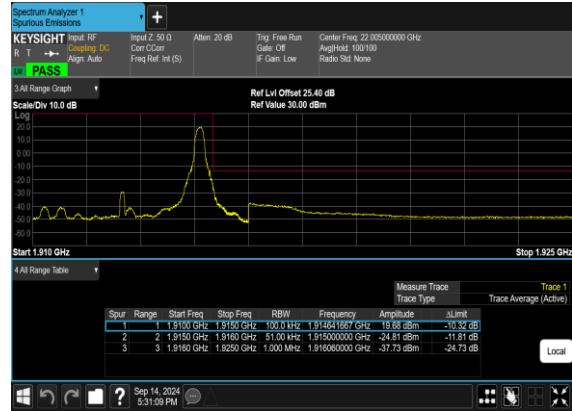 Spectrum Analyzer 1
Spurious Emissions
+
KEYSIGHT Input: RF Input Z: 50 Ω Atten: 20 dB Trig: Free Run Center Freq: 22.005000000 GHz
R T Coupling: DC Corr CCorr Gate: Off Avg|Hold: 100/100
Align: Auto Freq Ref: Int (S) IF Gain: Low Radio Std: None
LM PASS
3 All Range Graph
Ref Lvl Offset 25.40 dB
Scale/Div 10.0 dB Ref Value 30.00 dBm
Log
20.0
10.0
0.00
-10.0
-20.0
-30.0
-40.0
-50.0
-60.0
Start 1.910 GHz Stop 1.925 GHz
4 All Range Table
Measure Trace Trace 1
Trace Type Trace Average (Active)
Spur Range Start Freq Stop Freq RBW Frequency Amplitude ΔLimit
1 1 1.9100 GHz 1.9150 GHz 100.0 kHz 1.914641667 GHz 19.68 dBm -10.32 dB
2 2 1.9150 GHz 1.9160 GHz 51.00 kHz 1.915000000 GHz -24.81 dBm -11.81 dB
3 3 1.9160 GHz 1.9250 GHz 1.000 MHz 1.916060000 GHz -37.73 dBm -24.73 dB
Local
? Sep 14, 2024
5:31:09 PM